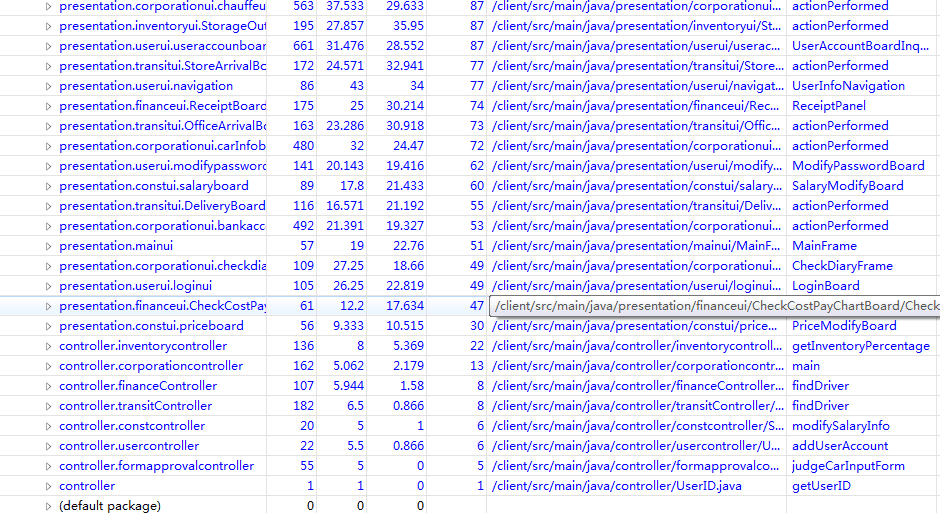 presentation.corporationui.chauffeu 563 37.533 29.633 87 /client/src/main/java/presentation/corporationui... actionPerformed
presentation.inventoryui.StorageOut 195 27.857 35.95 87 /client/src/main/java/presentation/inventoryui/St... actionPerformed
presentation.userui.useraccounboar 661 31.476 28.552 87 /client/src/main/java/presentation/userui/userac... UserAccountBoardInq...
presentation.transitui.StoreArrivalBo 172 24.571 32.941 77 /client/src/main/java/presentation/transitui/Store... actionPerformed
presentation.userui.navigation 86 43 34 77 /client/src/main/java/presentation/userui/navigat... UserInfoNavigation
presentation.financeui.ReceiptBoard 175 25 30.214 74 /client/src/main/java/presentation/financeui/Rec... ReceiptPanel
presentation.transitui.OfficeArrivalBo 163 23.286 30.918 73 /client/src/main/java/presentation/transitui/Offic... actionPerformed
presentation.corporationui.carInfob 480 32 24.47 72 /client/src/main/java/presentation/corporationui... actionPerformed
presentation.userui.modifypassword 141 20.143 19.416 62 /client/src/main/java/presentation/userui/modify... ModifyPasswordBoard
presentation.constui.salaryboard 89 17.8 21.433 60 /client/src/main/java/presentation/constui/salary... SalaryModifyBoard
presentation.transitui.DeliveryBoard 116 16.571 21.192 55 /client/src/main/java/presentation/transitui/Deliv... actionPerformed
presentation.corporationui.bankacc 492 21.391 19.327 53 /client/src/main/java/presentation/corporationui... actionPerformed
presentation.mainui 57 19 22.76 51 /client/src/main/java/presentation/mainui/MainF... MainFrame
presentation.corporationui.checkdia 109 27.25 18.66 49 /client/src/main/java/presentation/corporationui... CheckDiaryFrame
presentation.userui.loginui 105 26.25 22.819 49 /client/src/main/java/presentation/userui/loginui... LoginBoard
presentation.financeui.CheckCostPay 61 12.2 17.634 47 /client/src/main/java/presentation/financeui/CheckCostPayChartBoard/Check
presentation.constui.priceboard 56 9.333 10.515 30 /client/src/main/java/presentation/constui/price... PriceModifyBoard
controller.inventorycontroller 136 8 5.369 22 /client/src/main/java/controller/inventorycontroll... getInventoryPercentage
controller.corporationcontroller 162 5.062 2.179 13 /client/src/main/java/controller/corporationcontr... main
controller.financeController 107 5.944 1.58 8 /client/src/main/java/controller/financeController... findDriver
controller.transitController 182 6.5 0.866 8 /client/src/main/java/controller/transitController/... findDriver
controller.constcontroller 20 5 1 6 /client/src/main/java/controller/constcontroller/S... modifySalaryInfo
controller.usercontroller 22 5.5 0.866 6 /client/src/main/java/controller/usercontroller/U... addUserAccount
controller.formapprovalcontroller 55 5 0 5 /client/src/main/java/controller/formapprovalco... judgeCarInputForm
controller 1 1 0 1 /client/src/main/java/controller/UserID.java getUserID
(default package) 0 0 0